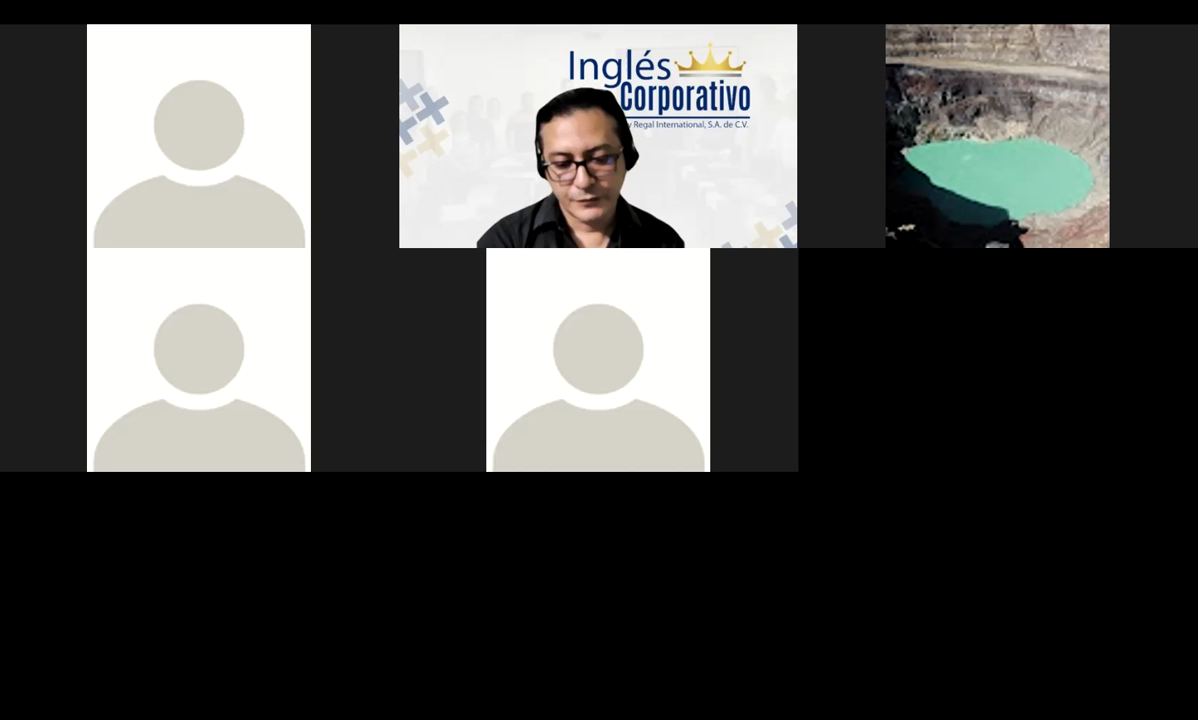 Inglés
Corporativo
y Regal International, S.A. de C.V.